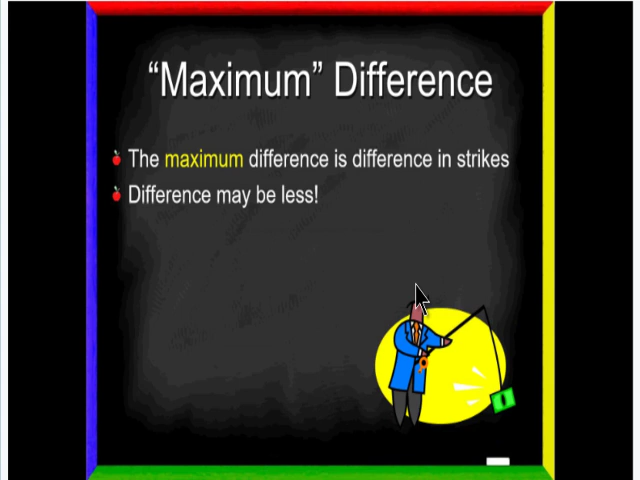 “Maximum” Difference
The maximum difference is difference in strikes
Difference may be less!